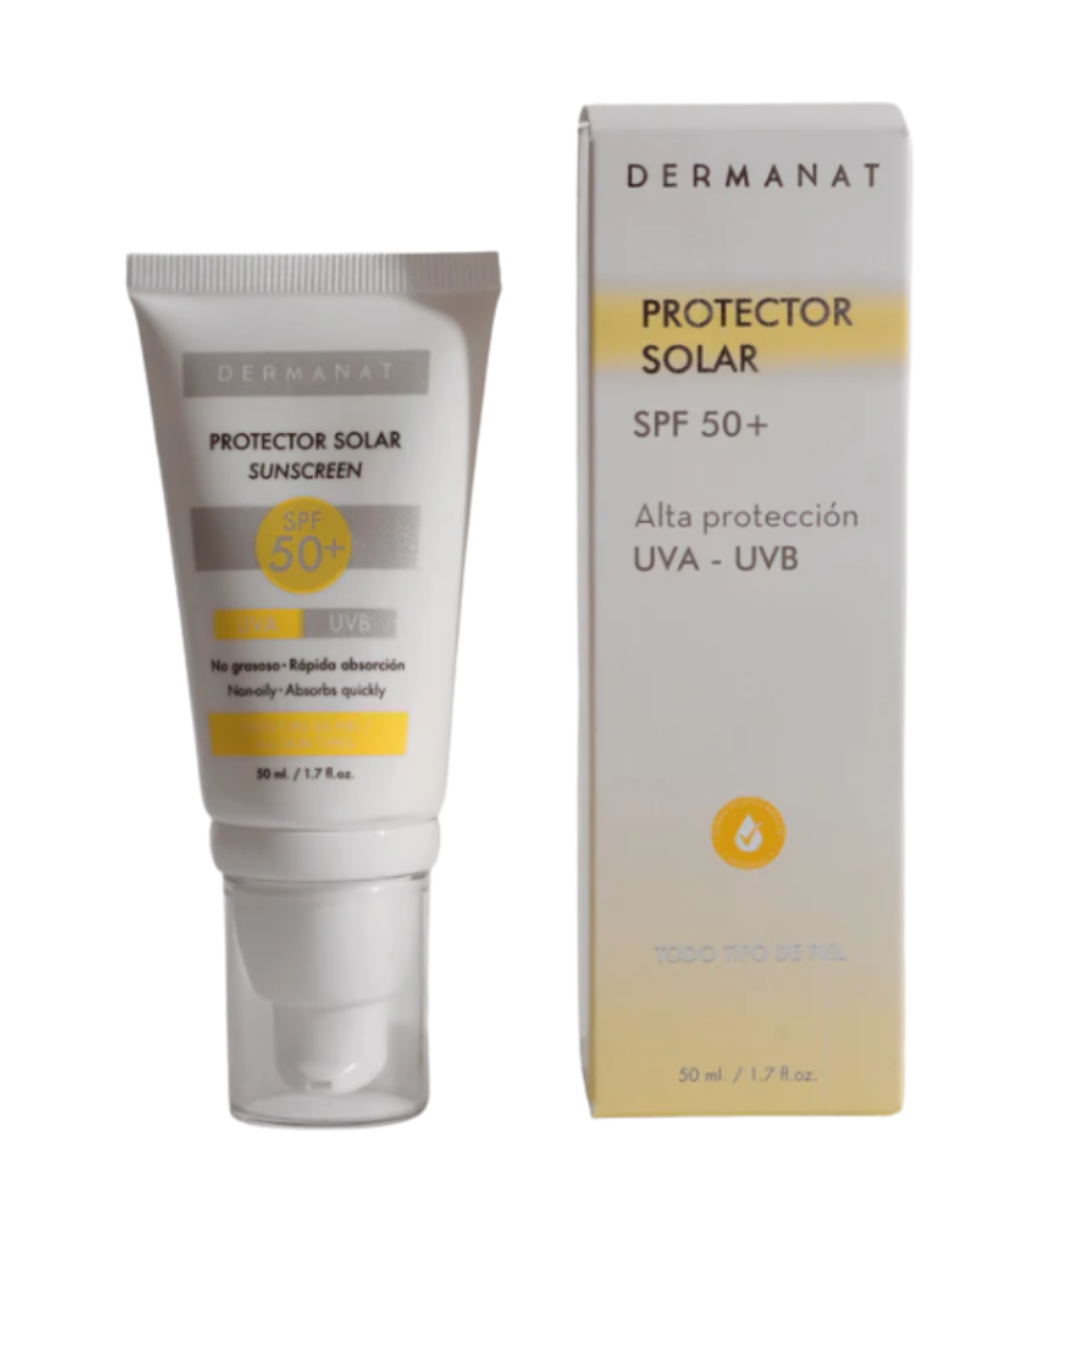 DERMANAT
PROTECTOR SOLAR
SUNSCREEN
SPF
50+
UVA UVB
No grasoso • Rápida absorción
Non-oily • Absorbs quickly
50 ml. / 1.7 fl.oz.
DERMANAT
PROTECTOR
SOLAR
SPF 50+
Alta protección
UVA - UVB
TODO TIPO DE PIEL
50 ml. / 1.7 fl.oz.